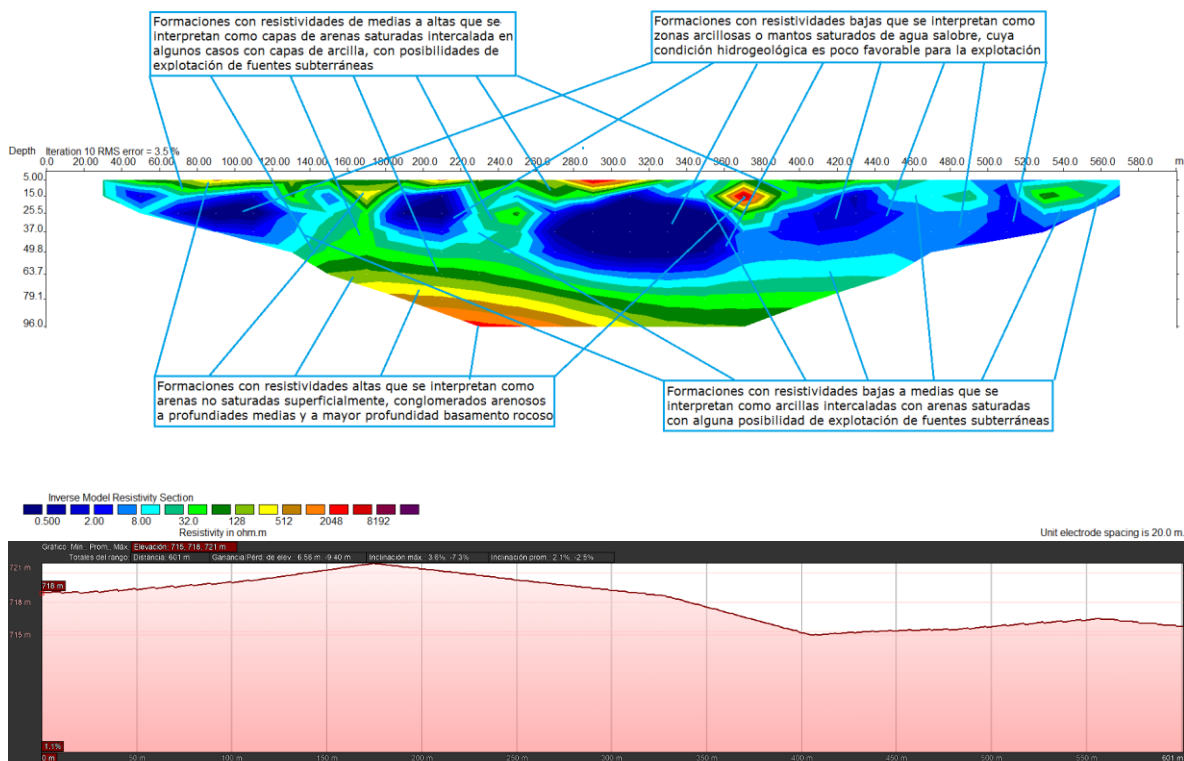 Formaciones con resistividades de medias a altas que se
interpretan como capas de arenas saturadas intercalada en
algunos casos con capas de arcilla, con posibilidades de
explotación de fuentes subterráneas
Formaciones con resistividades bajas que se interpretan como
zonas arcillosas o mantos saturados de agua salobre, cuya
condición hidrogeológica es poco favorable para la explotación
Depth Iteration 10 RMS error = 3.5 %
0.0 20.00 40.00 60.00 80.00 100.00 120.00 140.00 160.00 180.00 200.00 220.00 260.0 280.0 300.0 320.0 340.0 360.0 380.0 400.0 420.0 440.0 460 480.0 500.0 520.0 540.0 560.0 580.0 m
5.00
15.0
25.5
37.0
49.8
63.7
79.1
96.0
Formaciones con resistividades altas que se interpretan como
arenas no saturadas superficialmente, conglomerados arenosos
a profundiades medias y a mayor profundidad basamento rocoso
Formaciones con resistividades bajas a medias que se
interpretan como arcillas intercaladas con arenas saturadas
con alguna posibilidad de explotación de fuentes subterráneas
Inverse Model Resistivity Section
0.500 2.00 8.00 32.0 128 512 2048 8192
Resistivity in ohm.m
Unit electrode spacing is 20.0 m.
Gráfico: Mín., Prom., Máx. Elevación: 715, 718, 721 m
Totales del rango: Distancia: 601 m Ganancia/Pérd. de elev.: 6.56 m, -9.40 m Inclinación máx.: 3.6%, -7.3% Inclinación prom.: 2.1%, -2.5%
721 m
718 m
718 m
715 m
1.1%
0 m 50 m 100 m 150 m 200 m 250 m 300 m 350 m 400 m 450 m 500 m 550 m 601 m